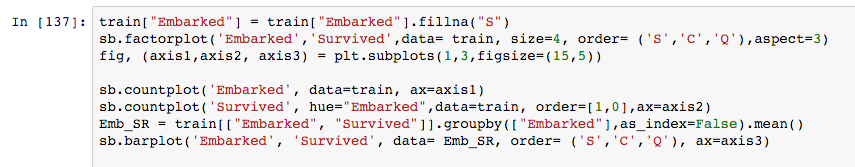 In [137]: train["Embarked"] = train["Embarked"].fillna("S")
sb.factorplot('Embarked','Survived',data= train, size=4, order= ('S','C','Q'),aspect=3)
fig, (axis1,axis2, axis3) = plt.subplots(1,3,figsize=(15,5))
sb.countplot('Embarked', data=train, ax=axis1)
sb.countplot('Survived', hue="Embarked",data=train, order=[1,0],ax=axis2)
Emb_SR = train[["Embarked", "Survived"]].groupby(["Embarked"],as_index=False).mean()
sb.barplot('Embarked', 'Survived', data= Emb_SR, order= ('S','C','Q'), ax=axis3)